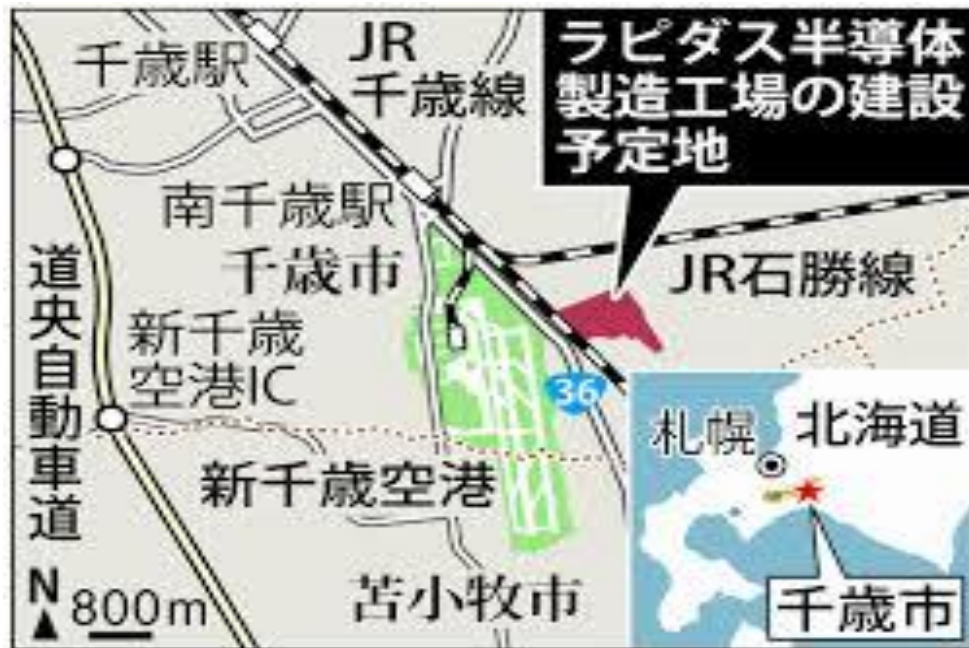 ラピダス半導体
製造工場の建設
予定地
JR
千歳線
千歳駅
南千歳駅
千歳市
JR石勝線
道央自動車道
新千歳
空港IC
36
新千歳空港
苫小牧市
N
800m
札幌
北海道
千歳市